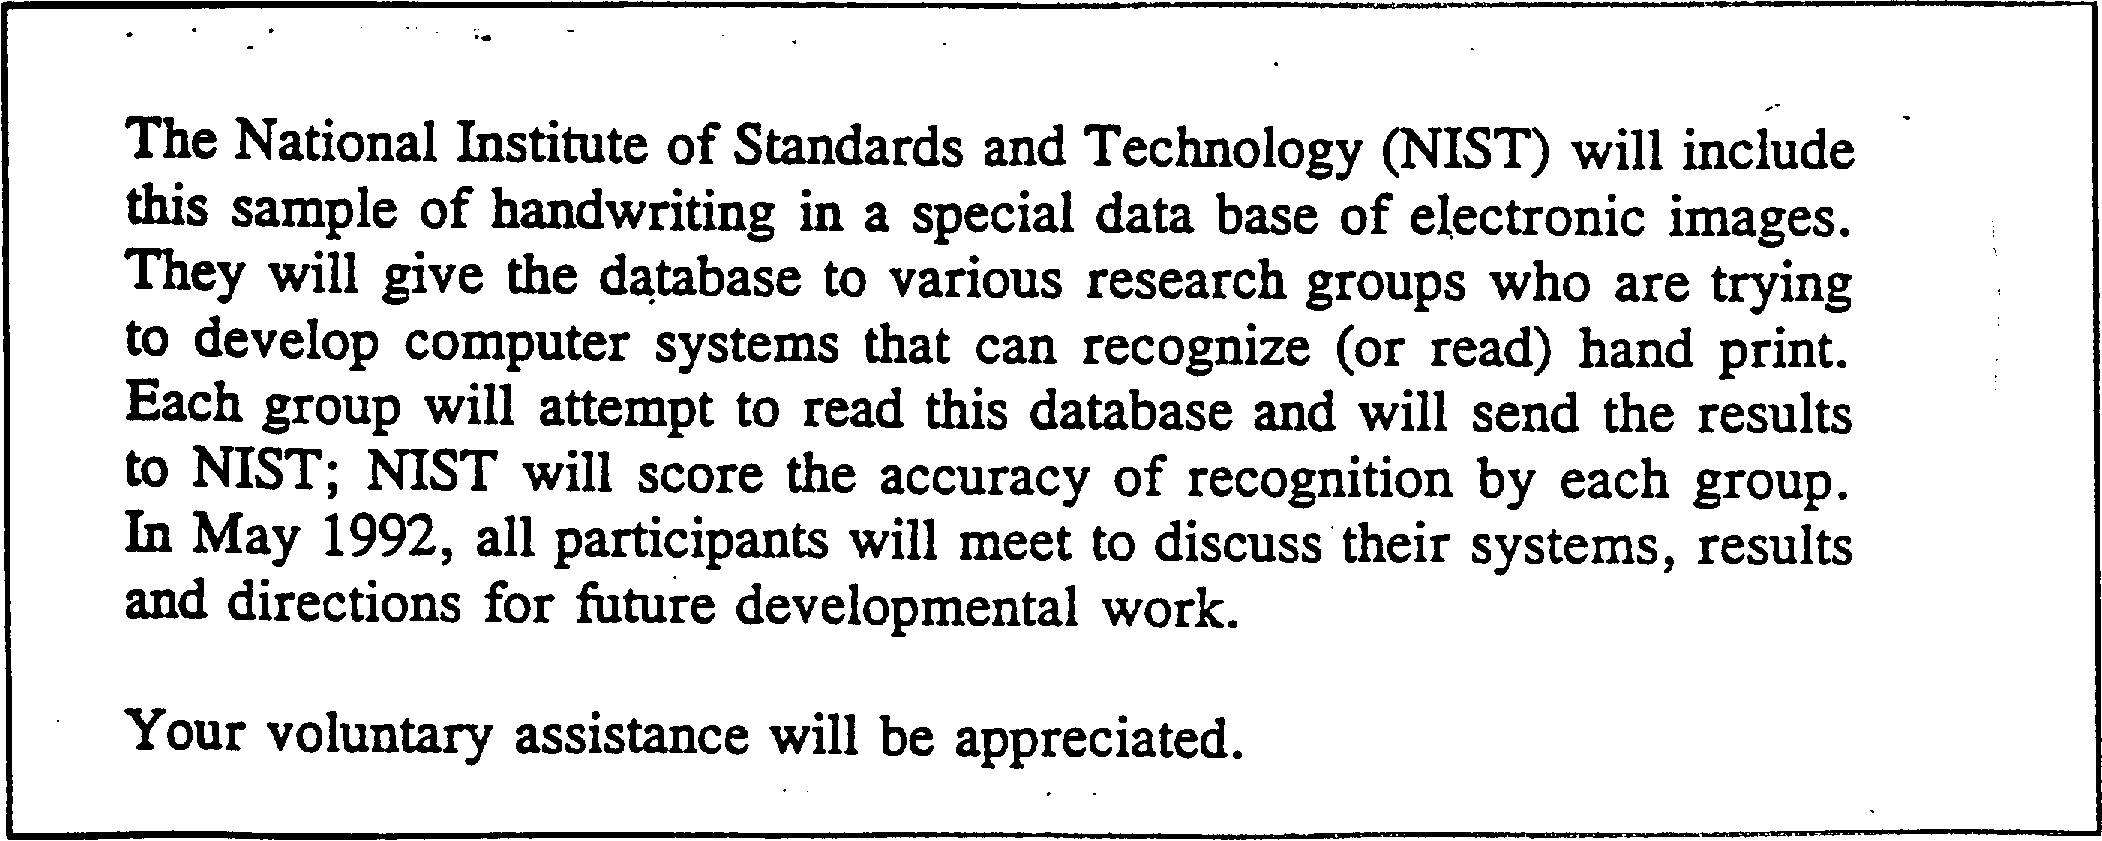 The National Institute of Standards and Technology (NIST) will include
this sample of handwriting in a special data base of electronic images.
They will give the database to various research groups who are trying
to develop computer systems that can recognize (or read) hand print.
Each group will attempt to read this database and will send the results
to NIST; NIST will score the accuracy of recognition by each group.
In May 1992, all participants will meet to discuss their systems, results
and directions for future developmental work.
Your voluntary assistance will be appreciated.